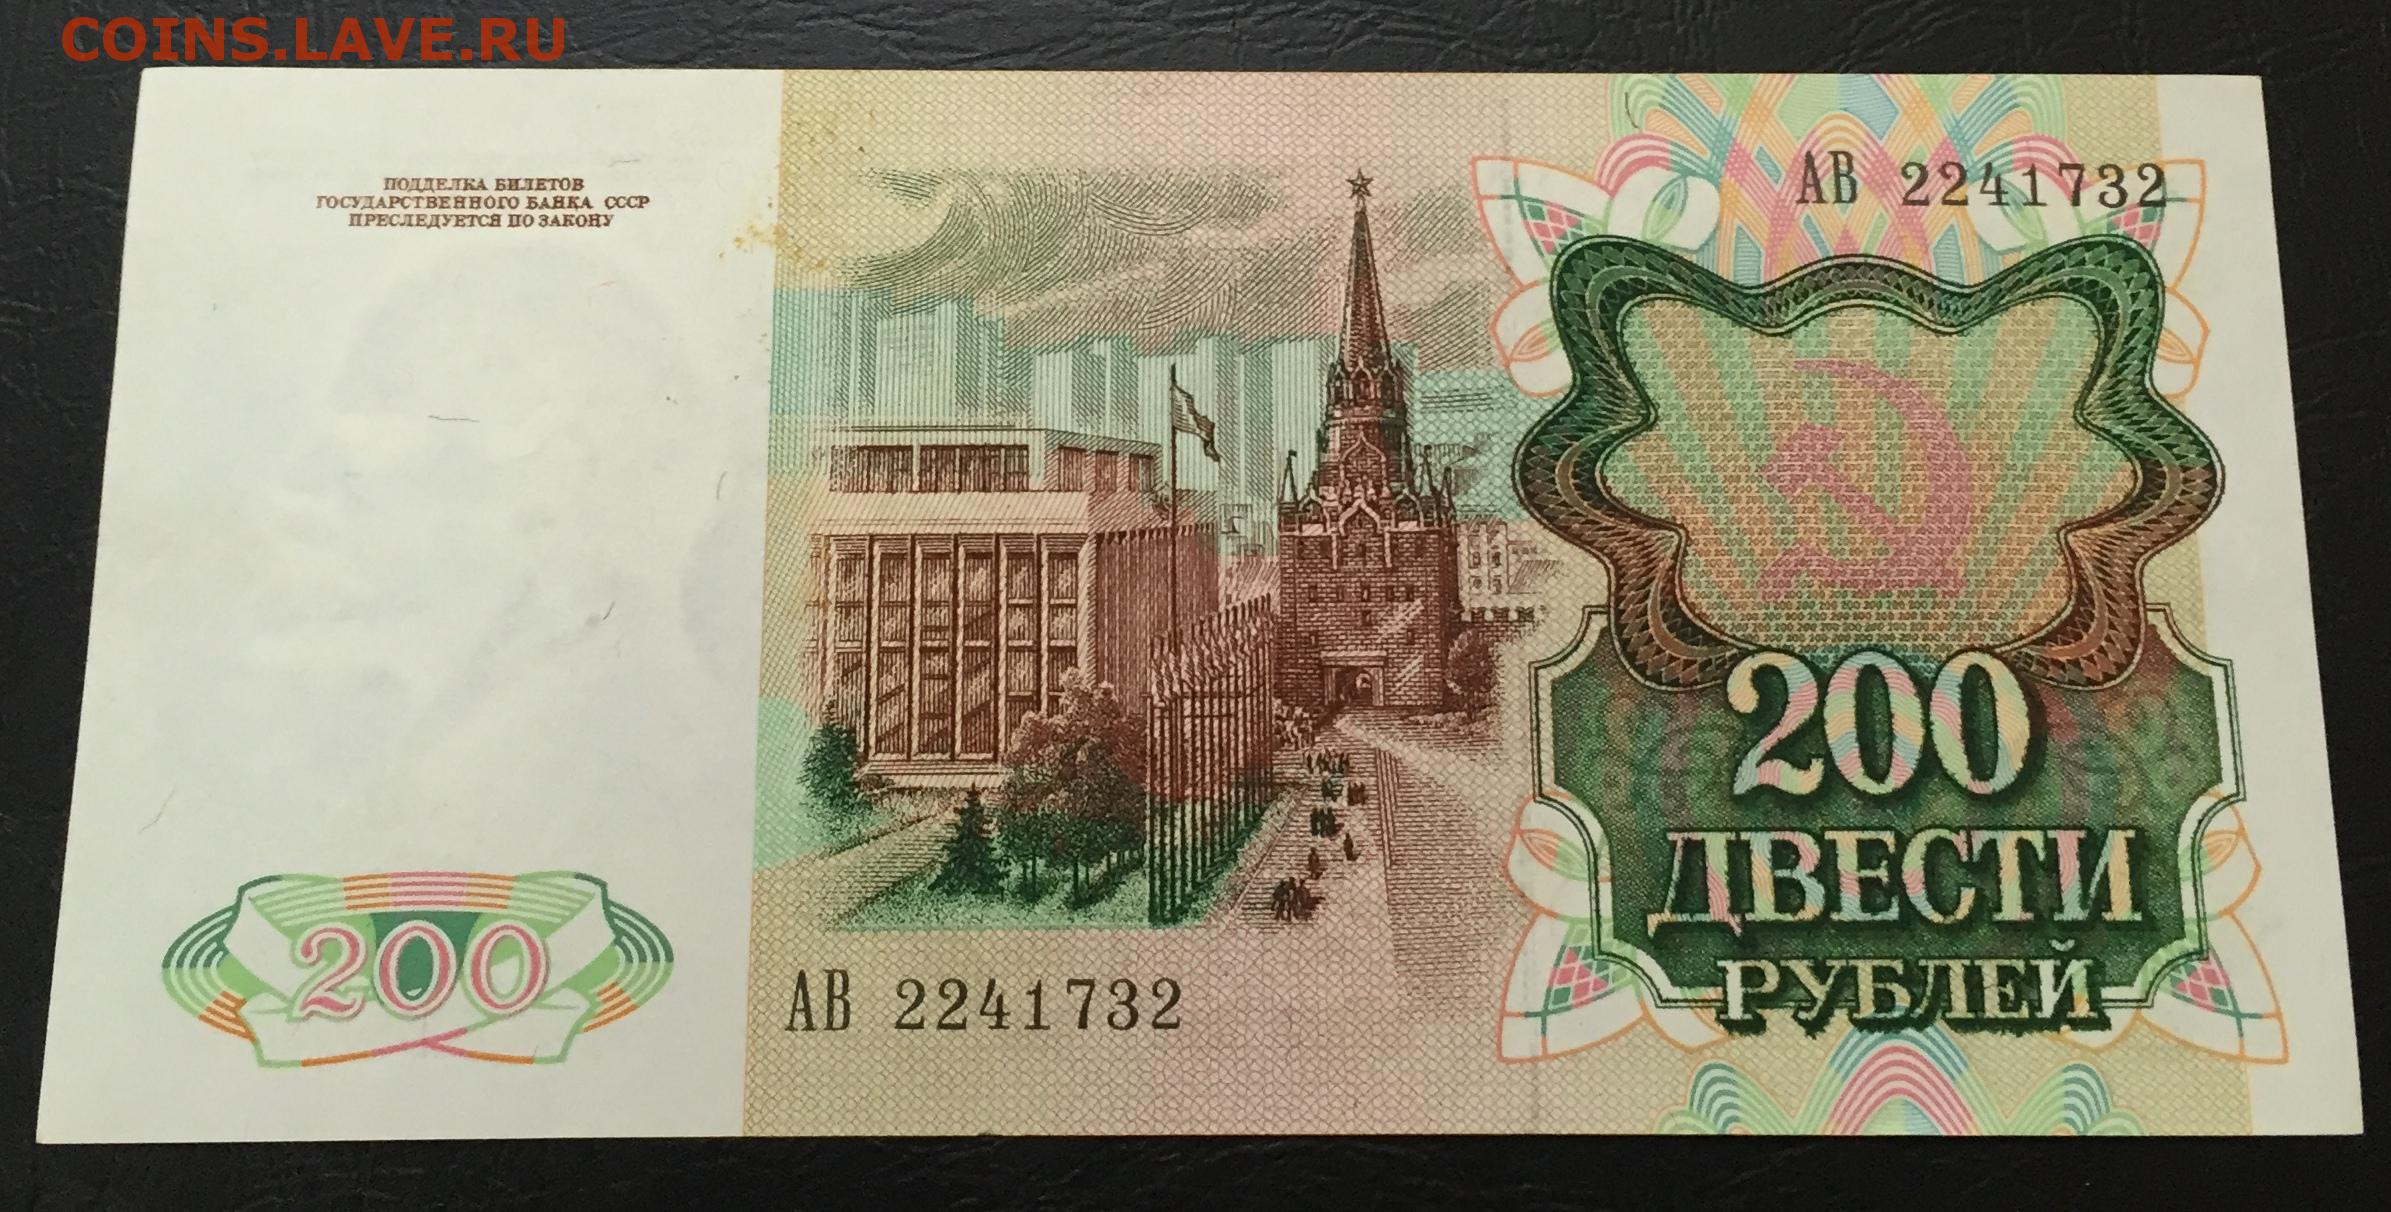 COINS.LAVE.RU
ПОДДЕЛКА БИЛЕТОВ
ГОСУДАРСТВЕННОГО БАНКА СССР
ПРЕСЛЕДУЕТСЯ ПО ЗАКОНУ
АВ 2241732
200
ДВЕСТИ
РУБЛЕЙ
200
АВ 2241732